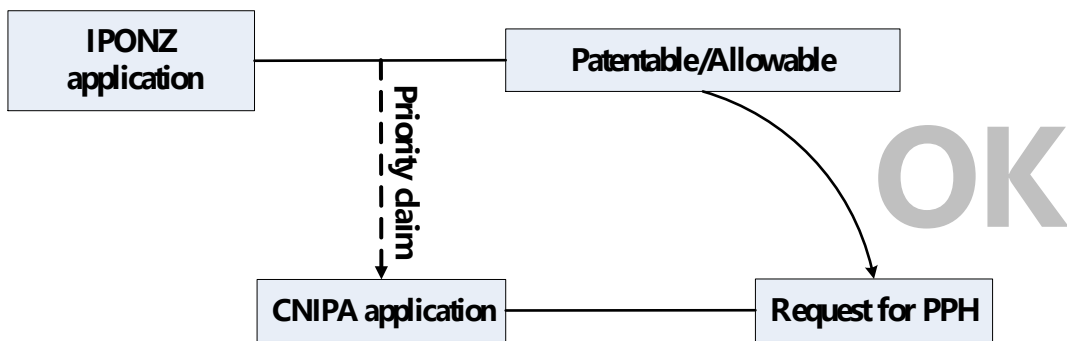 IPONZ
application
Patentable/Allowable
Priority claim
OK
CNIPA application
Request for PPH